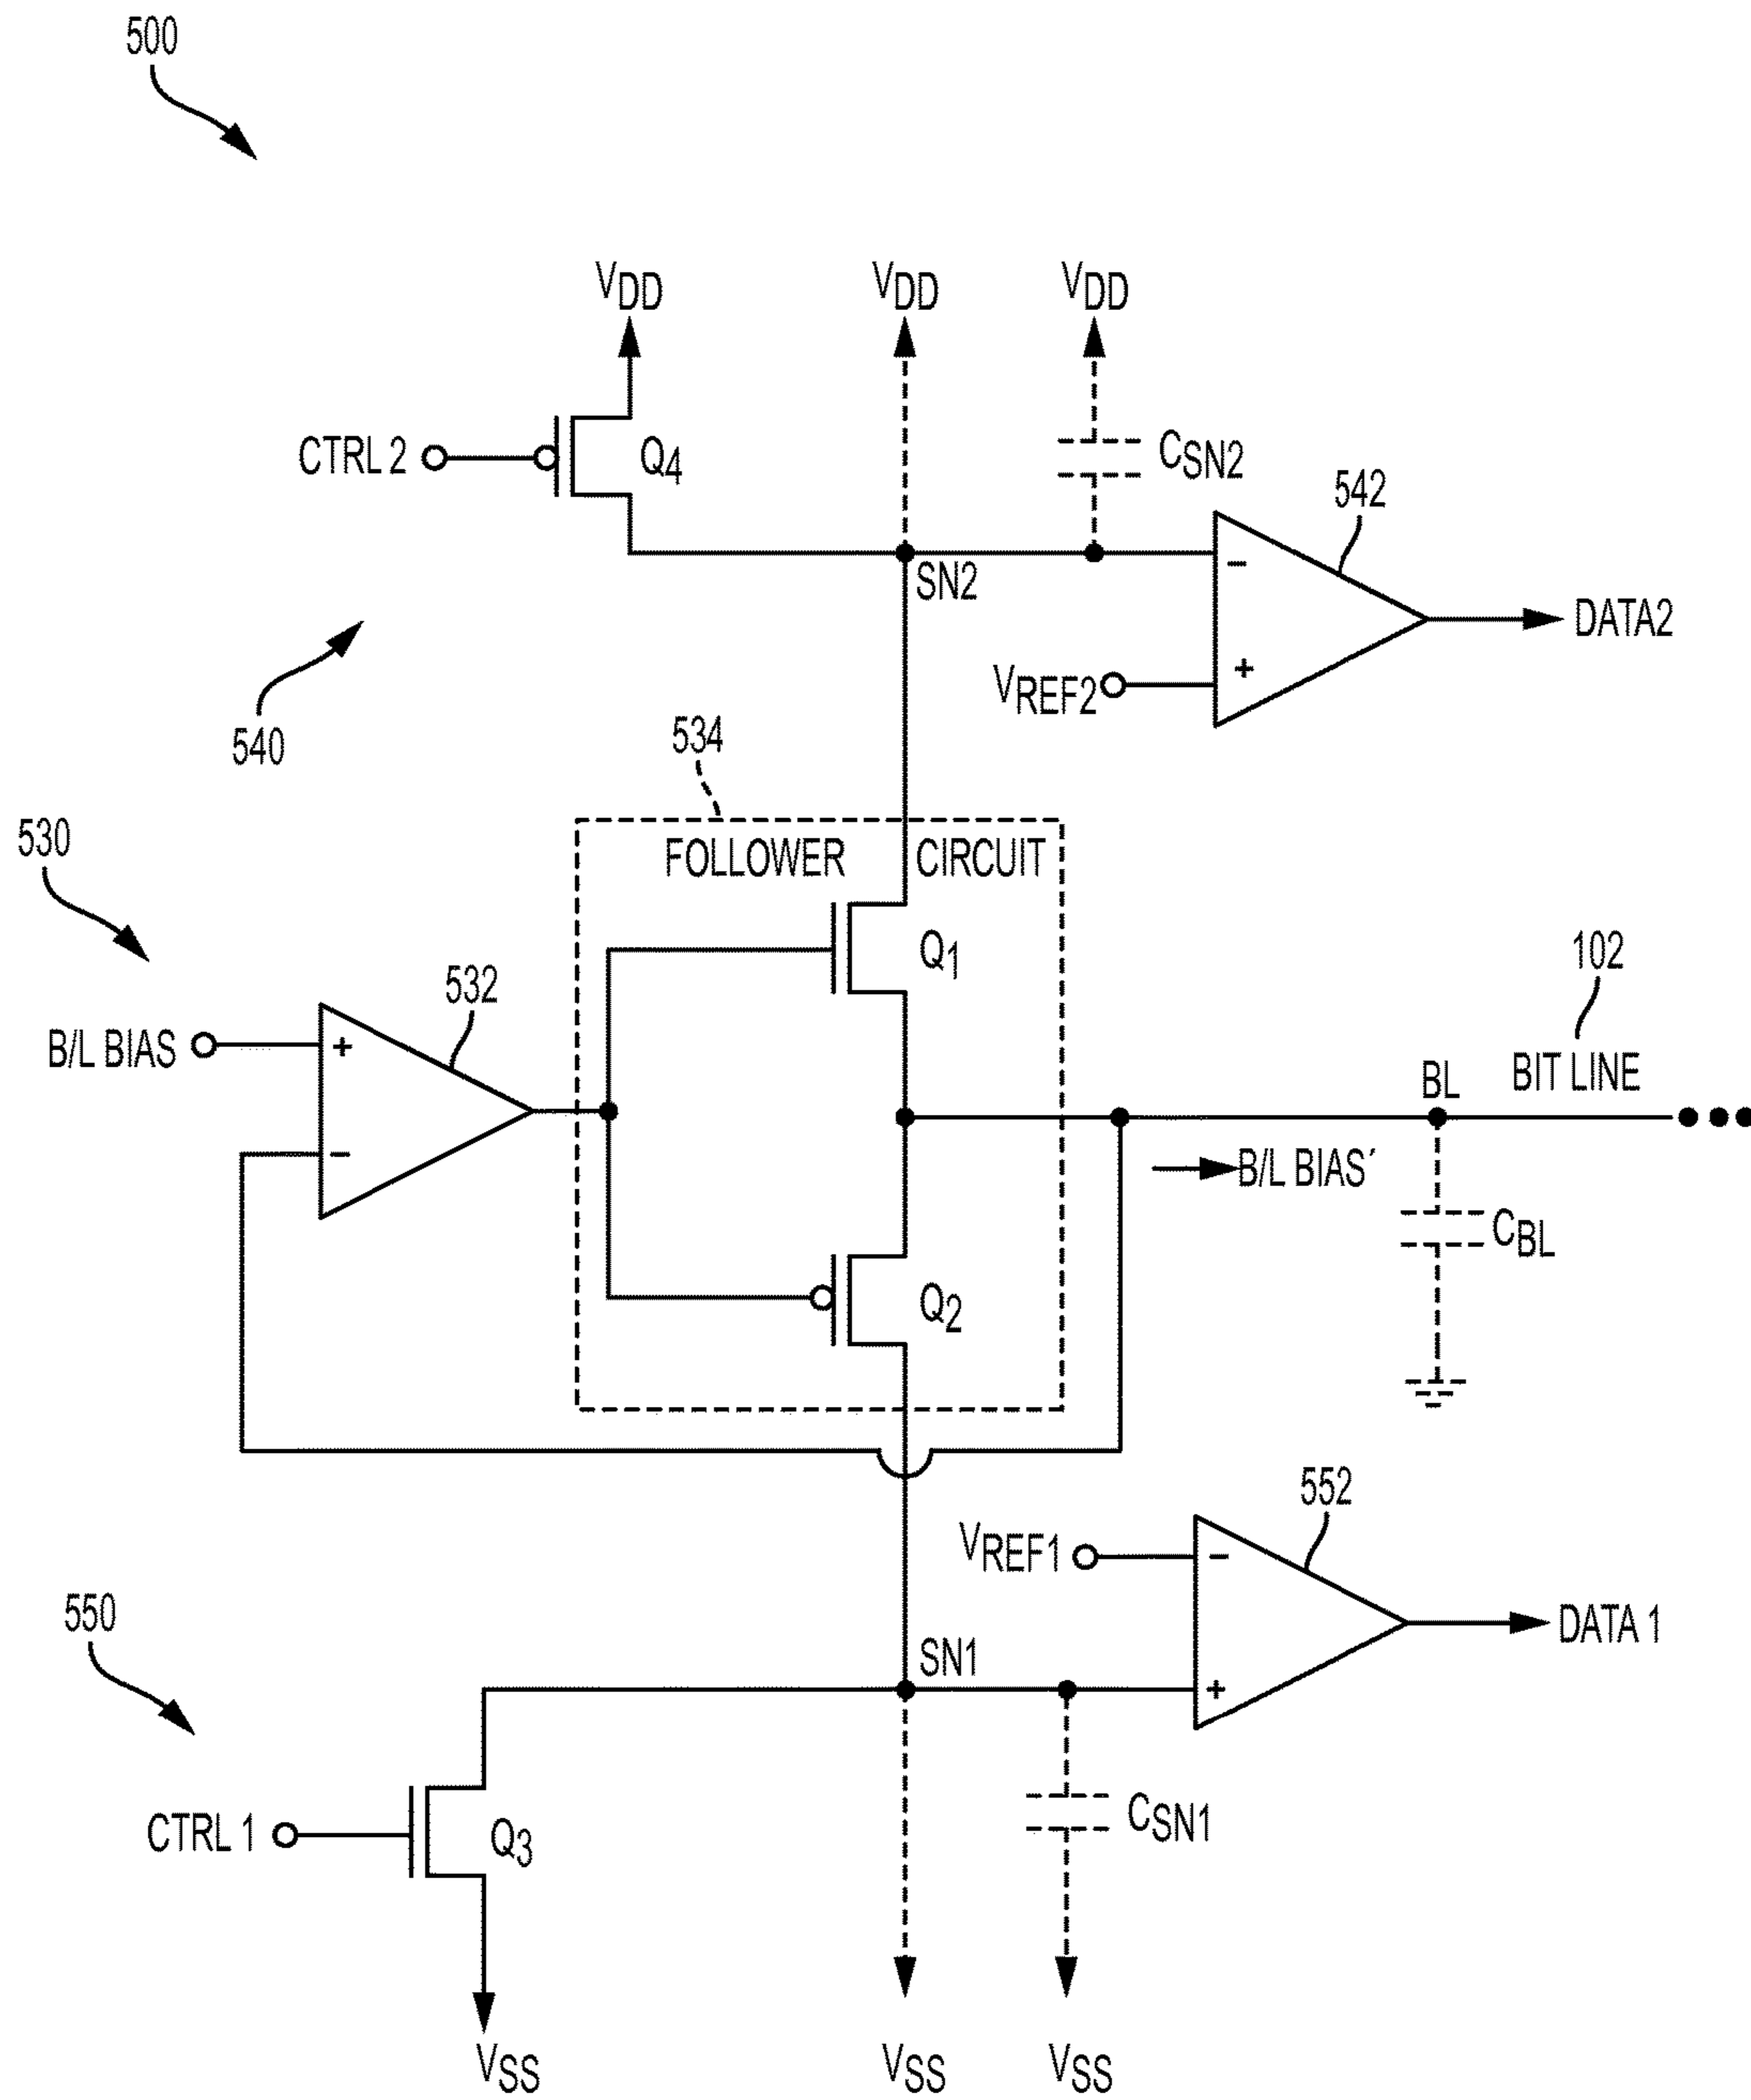 500
VDD VDD VDD
CTRL 2
Q4
CSN2
542
SN2
-
+
DATA2
VREF2
540
534
530
FOLLOWER CIRCUIT
Q1
102
532
B/L BIAS
+
-
BL
BIT LINE
B/L BIAS′
CBL
Q2
552
VREF1
-
+
550
DATA 1
SN1
CTRL 1
Q3
CSN1
VSS VSS VSS